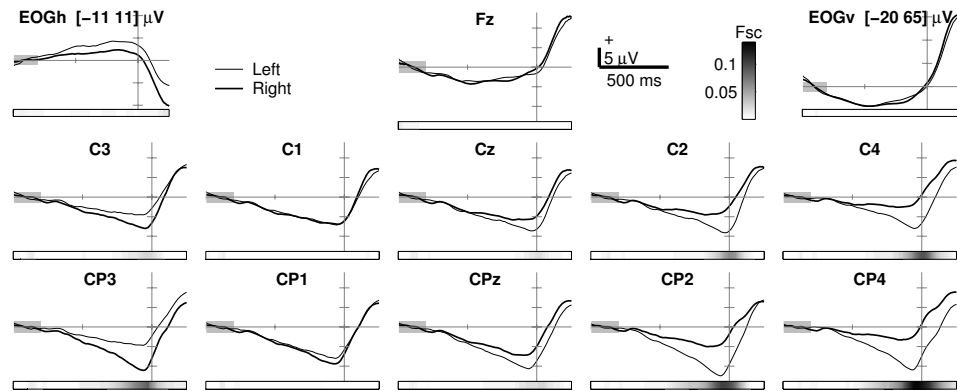 EOGh [-11 11] μV
Fz
EOGv [-20 65] μV
+
5 μV
500 ms
Fsc
0.1
0.05
Left
Right
C3
C1
Cz
C2
C4
CP3
CP1
CPz
CP2
CP4